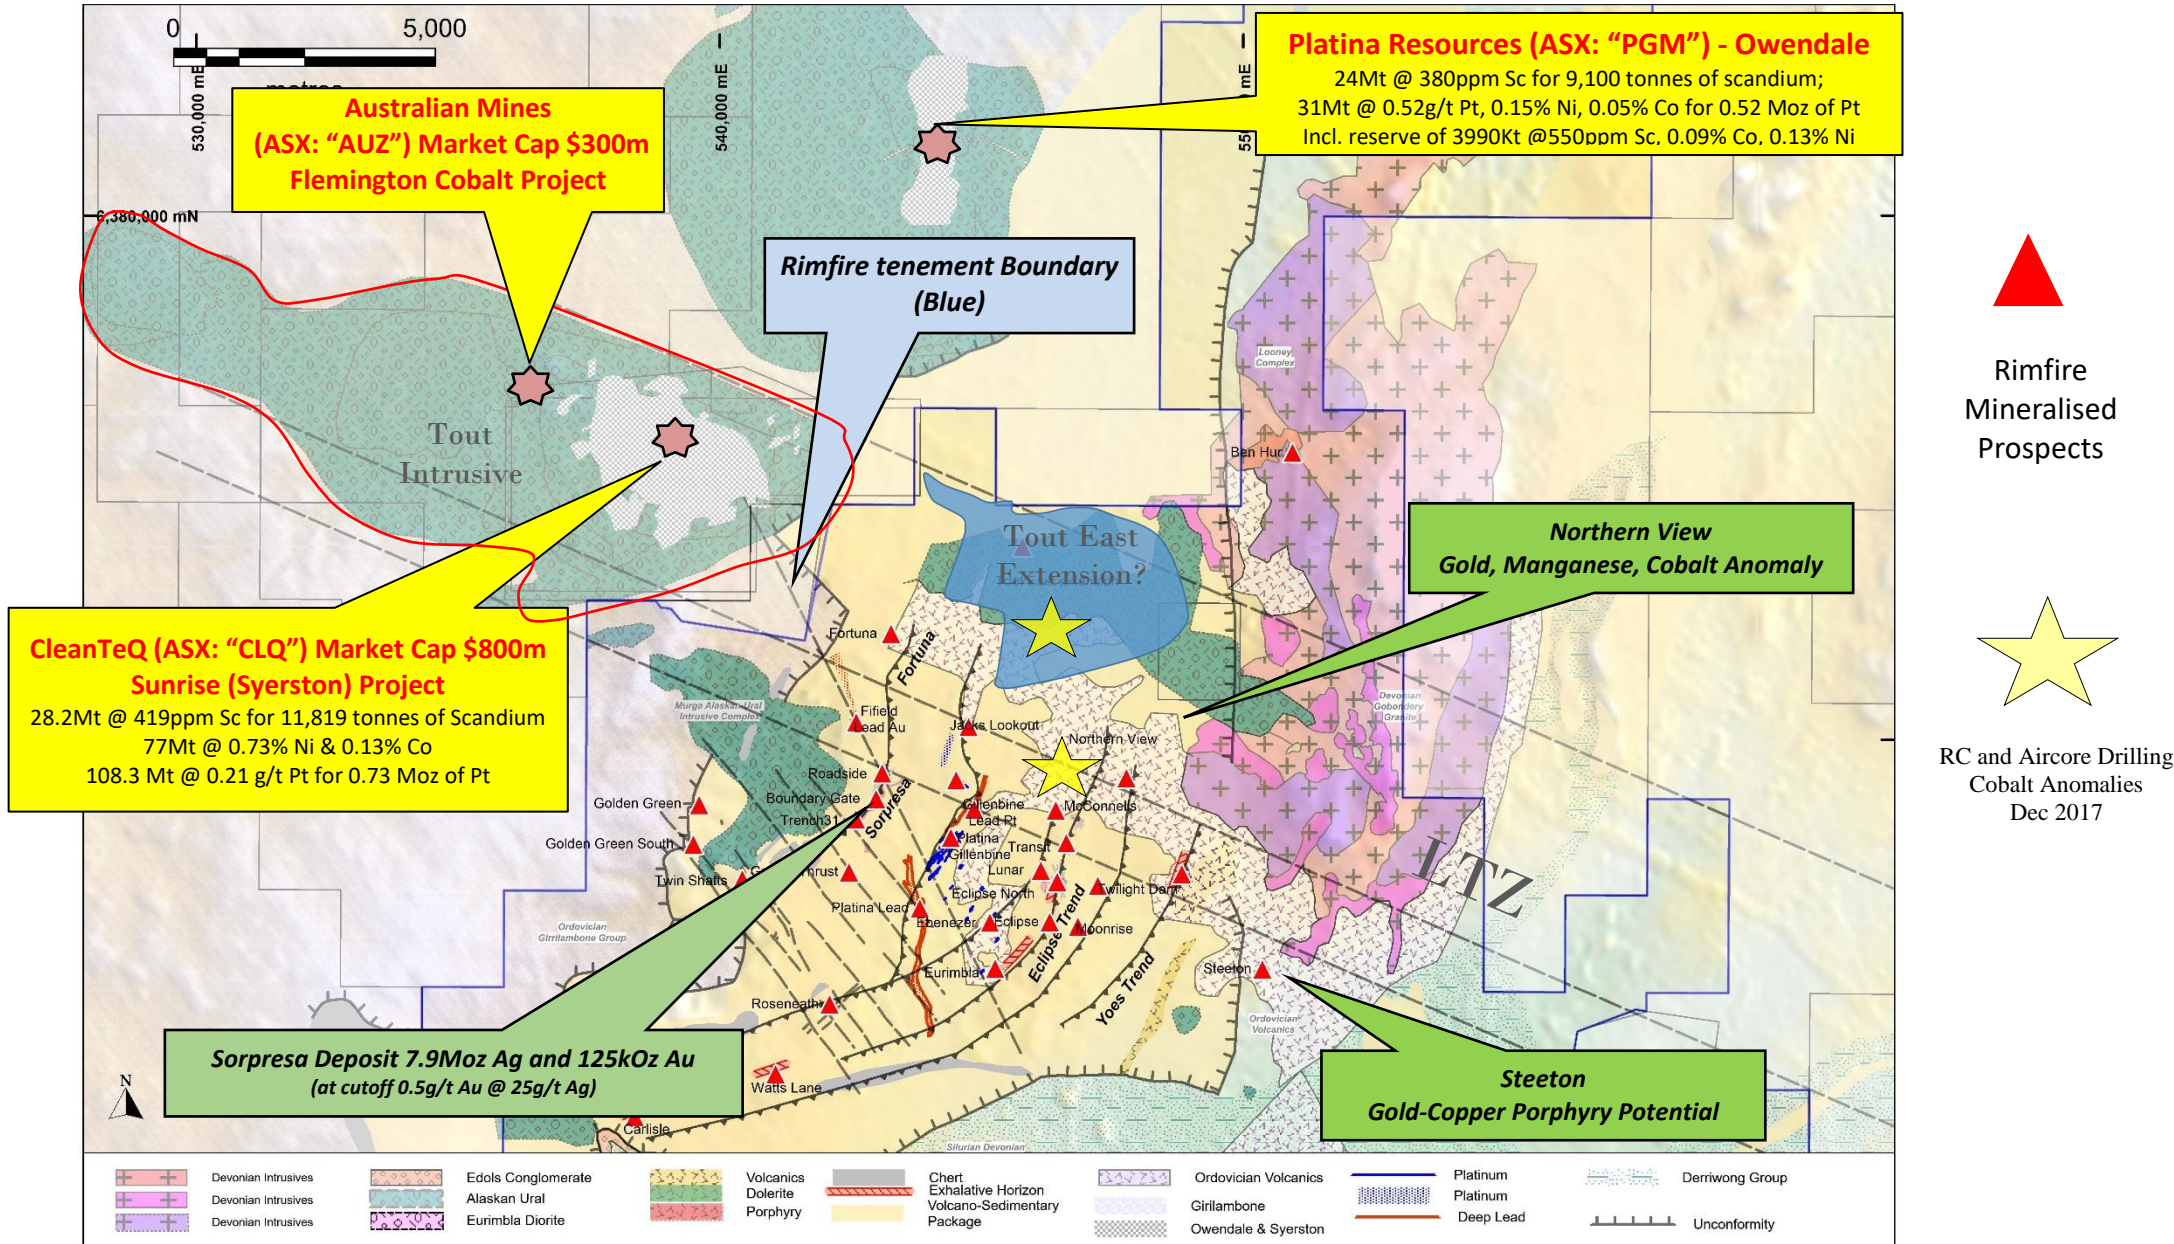 0 5,000
metres
530,000 mE
540,000 mE
6,380,000 mN
Platina Resources (ASX: “PGM”) - Owendale
24Mt @ 380ppm Sc for 9,100 tonnes of scandium;
31Mt @ 0.52g/t Pt, 0.15% Ni, 0.05% Co for 0.52 Moz of Pt
Incl. reserve of 3990Kt @550ppm Sc, 0.09% Co, 0.13% Ni
Australian Mines
(ASX: “AUZ”) Market Cap $300m
Flemington Cobalt Project
Rimfire tenement Boundary
(Blue)
Rimfire
Mineralised
Prospects
Looney
Complex
Tout
Intrusive
Ben Hur
Tout East
Extension?
Northern View
Gold, Manganese, Cobalt Anomaly
CleanTeQ (ASX: “CLQ”) Market Cap $800m
Sunrise (Syerston) Project
28.2Mt @ 419ppm Sc for 11,819 tonnes of Scandium
77Mt @ 0.73% Ni & 0.13% Co
108.3 Mt @ 0.21 g/t Pt for 0.73 Moz of Pt
Fortuna
Fortuna
Murga Alaskan-Ural
Intrusive Complex
Fifield
Lead Au
Jacks Lookout
Northern View
Devonian
Gobondery
Granite
RC and Aircore Drilling
Cobalt Anomalies
Dec 2017
Roadside
Boundary Gate
Trench31
Sorpresa
Golden Green
Golden Green South
Gillenbine
Lead Pt
McConnells
Platina
Gillenbine
Transit
Lunar
Twin Shafts
Thrust
Eclipse North
Twilight Dam
Platina Lead
Ebenezer
Eclipse
Moonrise
Eclipse Trend
LTZ
Ordovician
Girrilambone Group
Eurimbla
Yoes Trend
Steeton
Roseneath
Ordovician
Volcanics
Sorpresa Deposit 7.9Moz Ag and 125kOz Au
(at cutoff 0.5g/t Au @ 25g/t Ag)
Steeton
Gold-Copper Porphyry Potential
Watts Lane
N
Carlisle
Silurian Devonian
Devonian Intrusives
Devonian Intrusives
Devonian Intrusives
Edols Conglomerate
Alaskan Ural
Eurimbla Diorite
Volcanics
Dolerite
Porphyry
Chert
Exhalative Horizon
Volcano-Sedimentary
Package
Ordovician Volcanics
Girilambone
Owendale & Syerston
Platinum
Platinum
Deep Lead
Derriwong Group
Unconformity